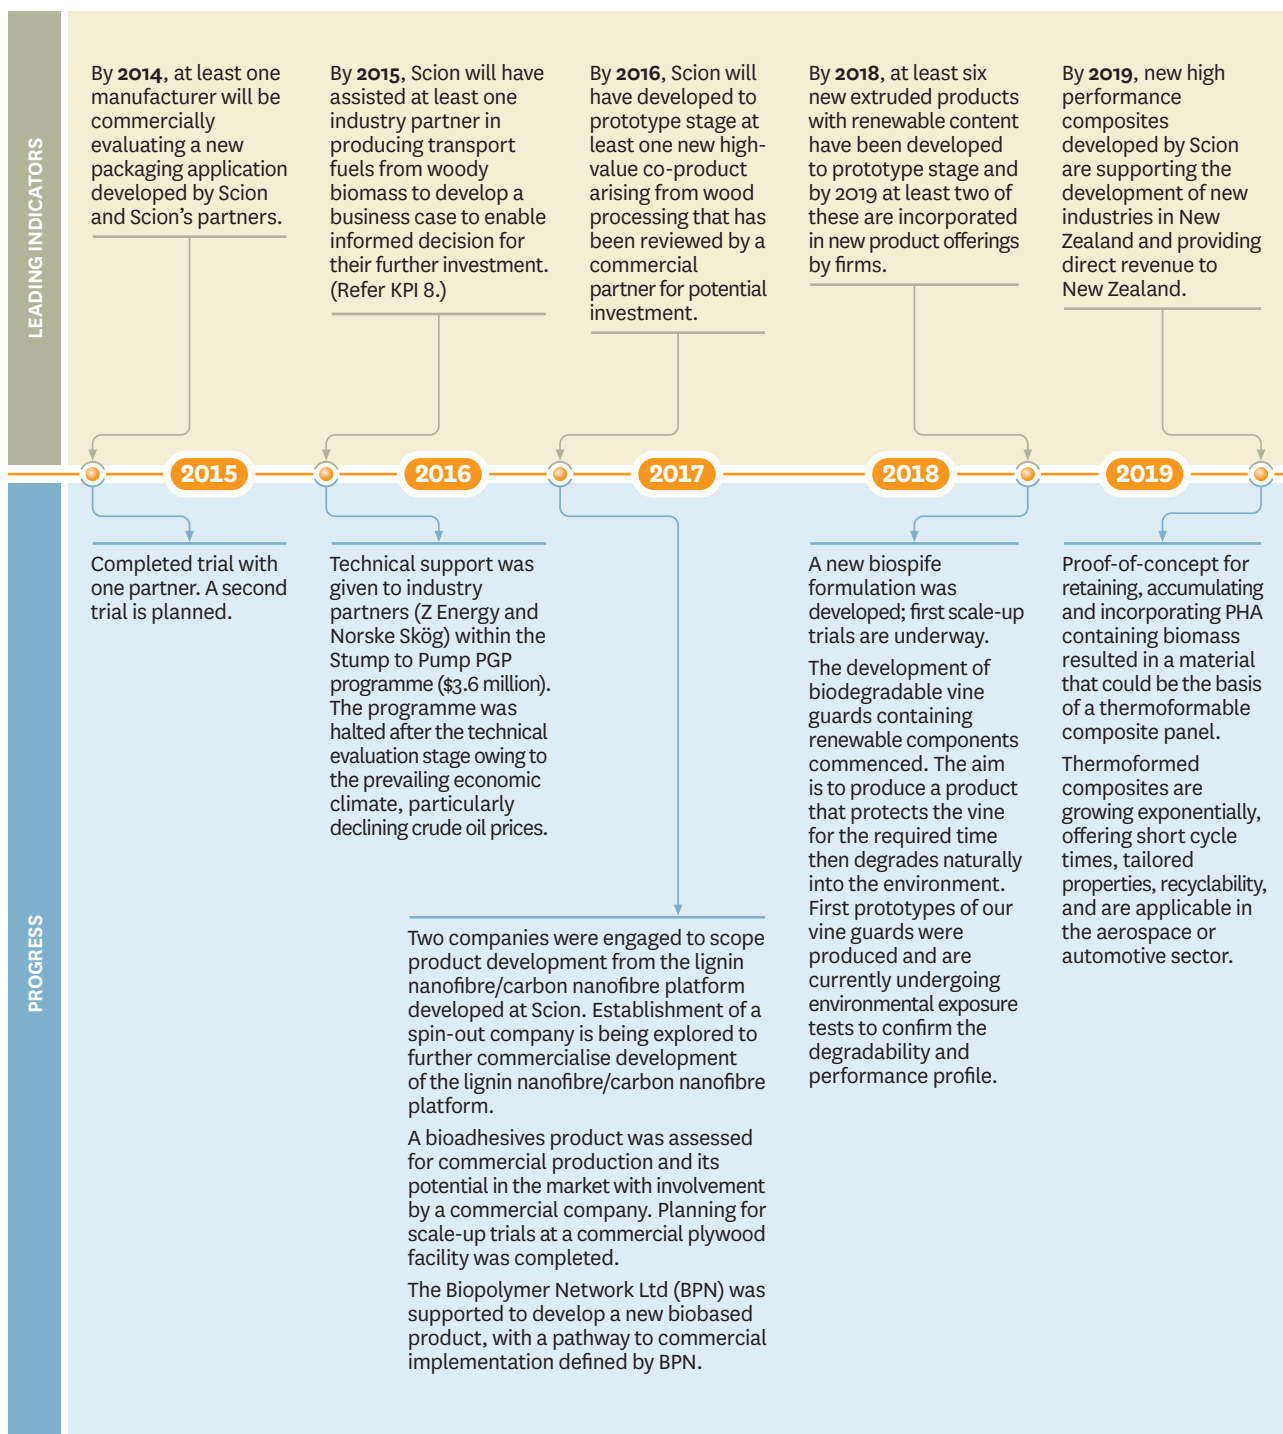 LEADING INDICATORS
By 2014, at least one
manufacturer will be
commercially
evaluating a new
packaging application
developed by Scion
and Scion’s partners.
By 2015, Scion will have
assisted at least one
industry partner in
producing transport
fuels from woody
biomass to develop a
business case to enable
informed decision for
their further investment.
(Refer KPI 8.)
By 2016, Scion will
have developed to
prototype stage at
least one new high-
value co-product
arising from wood
processing that has
been reviewed by a
commercial
partner for potential
investment.
By 2018, at least six
new extruded products
with renewable content
have been developed
to prototype stage and
by 2019 at least two of
these are incorporated
in new product offerings
by firms.
By 2019, new high
performance
composites
developed by Scion
are supporting the
development of new
industries in New
Zealand and providing
direct revenue to
New Zealand.
2015
2016
2017
2018
2019
PROGRESS
Completed trial with
one partner. A second
trial is planned.
Technical support was
given to industry
partners (Z Energy and
Norske Skög) within the
Stump to Pump PGP
programme ($3.6 million).
The programme was
halted after the technical
evaluation stage owing to
the prevailing economic
climate, particularly
declining crude oil prices.
Two companies were engaged to scope
product development from the lignin
nanofibre/carbon nanofibre platform
developed at Scion. Establishment of a
spin-out company is being explored to
further commercialise development
of the lignin nanofibre/carbon nanofibre
platform.
A bioadhesives product was assessed
for commercial production and its
potential in the market with involvement
by a commercial company. Planning for
scale-up trials at a commercial plywood
facility was completed.
The Biopolymer Network Ltd (BPN) was
supported to develop a new biobased
product, with a pathway to commercial
implementation defined by BPN.
A new biospife
formulation was
developed; first scale-up
trials are underway.
The development of
biodegradable vine
guards containing
renewable components
commenced. The aim
is to produce a product
that protects the vine
for the required time
then degrades naturally
into the environment.
First prototypes of our
vine guards were
produced and are
currently undergoing
environmental exposure
tests to confirm the
degradability and
performance profile.
Proof-of-concept for
retaining, accumulating
and incorporating PHA
containing biomass
resulted in a material
that could be the basis
of a thermoformable
composite panel.
Thermoformed
composites are
growing exponentially,
offering short cycle
times, tailored
properties, recyclability,
and are applicable in
the aerospace or
automotive sector.